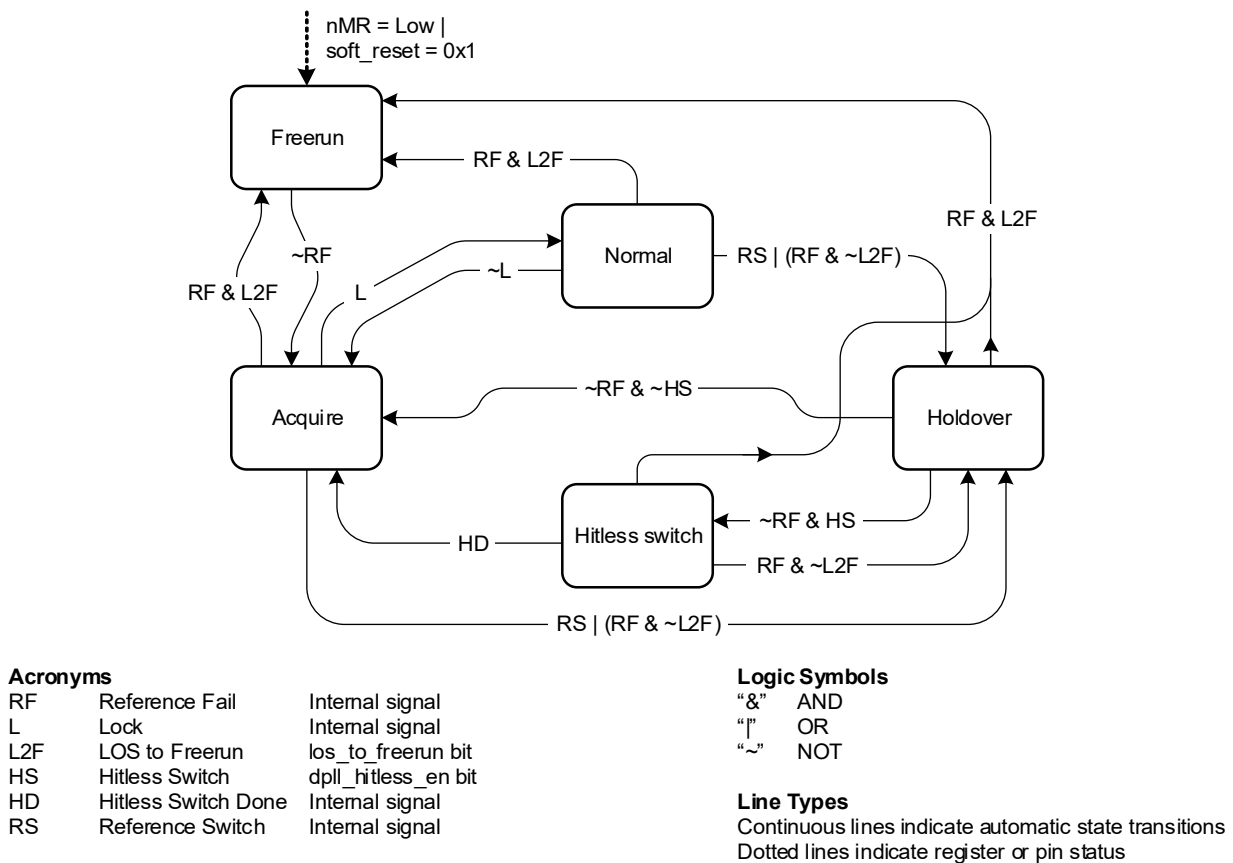 nMR = Low |
soft_reset = 0x1
Freerun
RF & L2F
Normal
RF & L2F
~RF
RS | (RF & ~L2F)
~L
RF & L2F
L
~RF & ~HS
Acquire
Holdover
~RF & HS
Hitless switch
HD
RF & ~L2F
RS | (RF & ~L2F)
Acronyms
RF Reference Fail Internal signal
L Lock Internal signal
L2F LOS to Freerun los_to_freerun bit
HS Hitless Switch dpll_hitless_en bit
HD Hitless Switch Done Internal signal
RS Reference Switch Internal signal
Logic Symbols
“&” AND
“|” OR
“~” NOT
Line Types
Continuous lines indicate automatic state transitions
Dotted lines indicate register or pin status